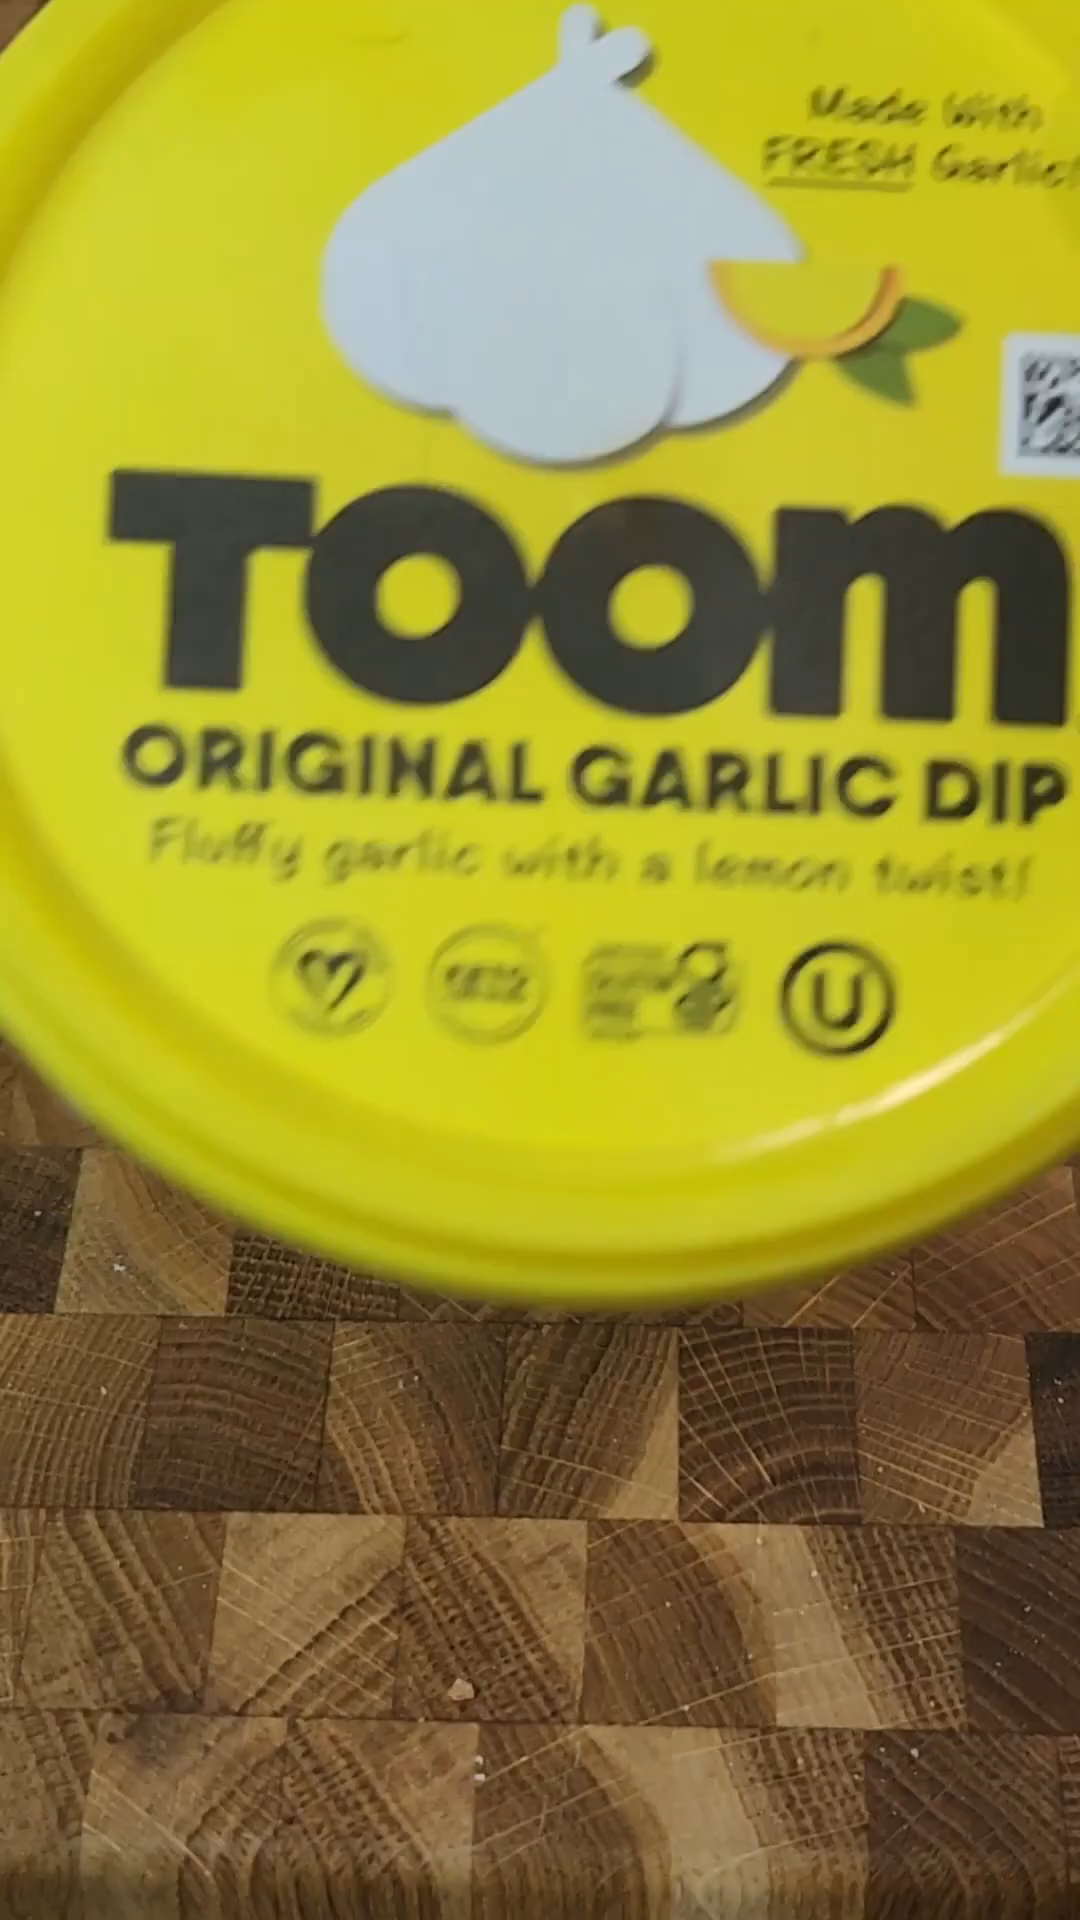 Made With
FRESH Garlic!
TOOM
ORIGINAL GARLIC DIP
Fluffy garlic with a lemon twist!
U